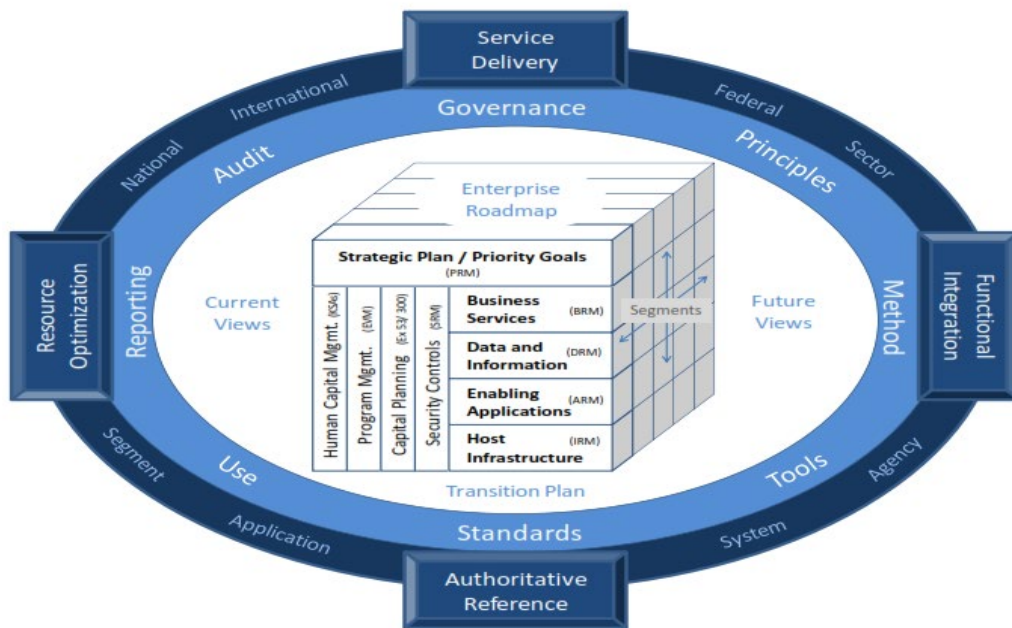 Service
Delivery
International
Federal
Governance
National
Sector
Audit
Principles
Enterprise
Roadmap
Strategic Plan / Priority Goals
(PRM)
Resource
Optimization
Reporting
Current
Views
Human Capital Mgmt. (KSAs)
Program Mgmt. (EVM)
Capital Planning (Ex 53/ 300)
Security Controls (SRM)
Business
Services (BRM)
Data and
Information (DRM)
Enabling
Applications (ARM)
Host
Infrastructure (IRM)
Segments
Future
Views
Method
Functional
Integration
Transition Plan
Use
Tools
Segment
Agency
Application
System
Standards
Authoritative
Reference